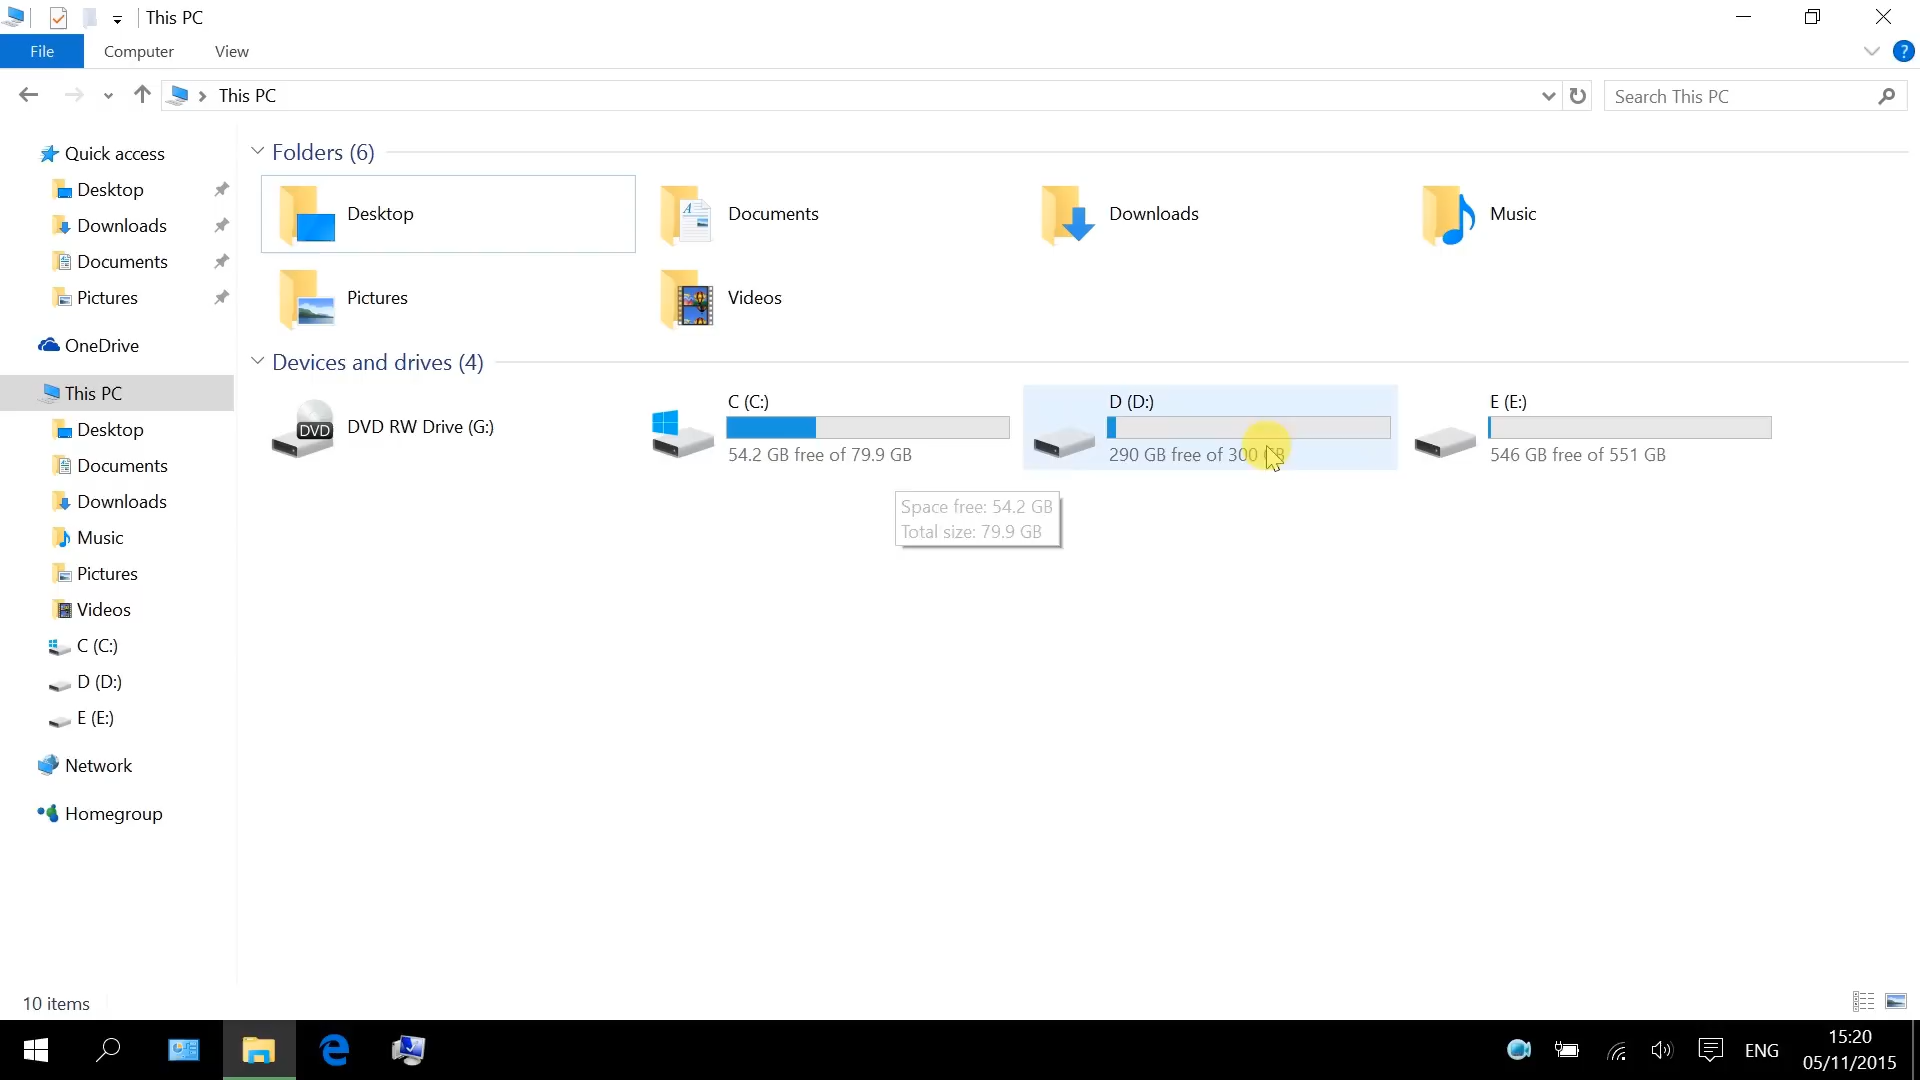 This PC
File
Computer
View
?
This PC
Search This PC
Quick access
Desktop
Downloads
Documents
Pictures
OneDrive
This PC
Desktop
Documents
Downloads
Music
Pictures
Videos
C (C:)
D (D:)
E (E:)
Network
Homegroup
Folders (6)
Desktop
Documents
Downloads
Music
Pictures
Videos
Devices and drives (4)
DVD
DVD RW Drive (G:)
C (C:)
54.2 GB free of 79.9 GB
D (D:)
290 GB free of 300 GB
E (E:)
546 GB free of 551 GB
Space free: 54.2 GB
Total size: 79.9 GB
10 items
ENG
15:20
05/11/2015